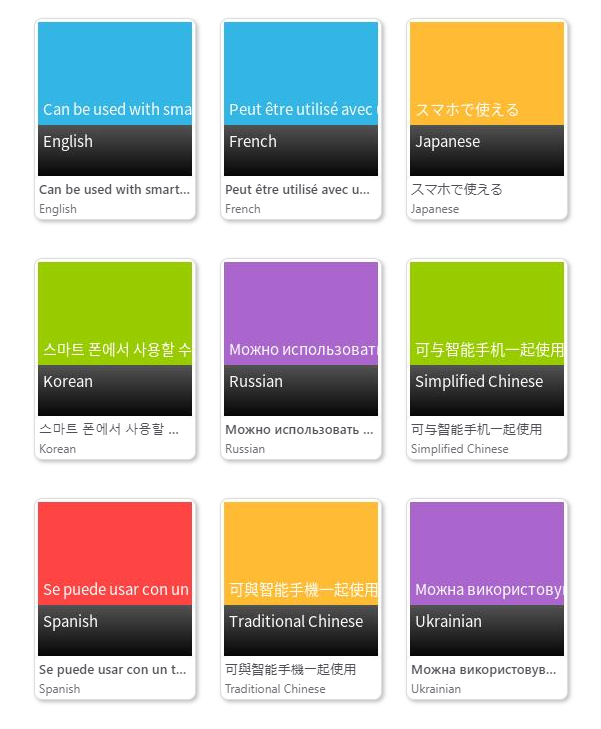 Can be used with sma
English
Can be used with smart...
English
Peut être utilisé avec
French
Peut être utilisé avec u...
French
スマホで使える
Japanese
スマホで使える
Japanese
스마트 폰에서 사용할 수
Korean
스마트 폰에서 사용할 ...
Korean
Можно использоват
Russian
Можно использовать ...
Russian
可与智能手机一起使用
Simplified Chinese
可与智能手机一起使用
Simplified Chinese
Se puede usar con un
Spanish
Se puede usar con un t...
Spanish
可與智能手機一起使用
Traditional Chinese
可與智能手機一起使用
Traditional Chinese
Можна використову
Ukrainian
Можна використовув...
Ukrainian